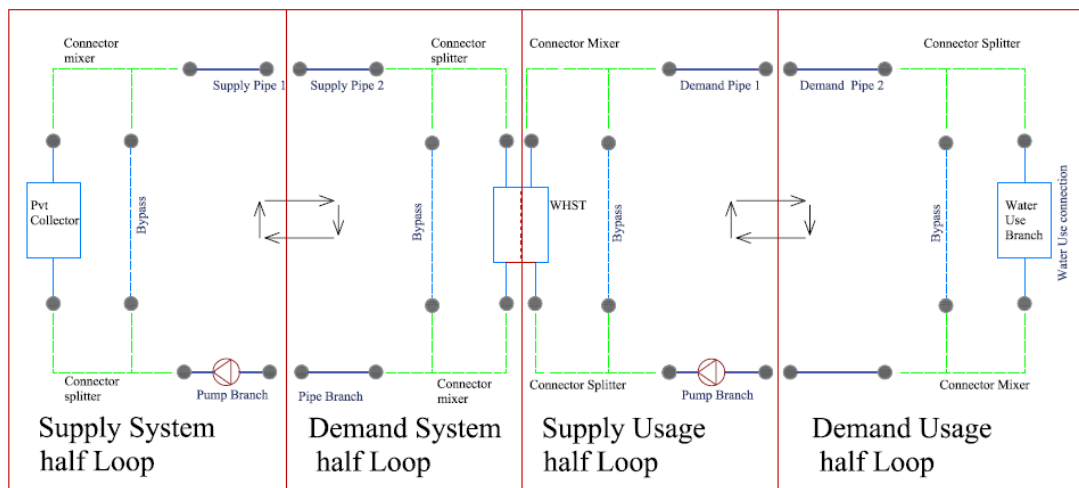 Connector
mixer
Supply Pipe 1
Pvt
Collector
Bypass
Connector
splitter
Pump Branch
Supply System
half Loop
Connector
splitter
Supply Pipe 2
Bypass
Pipe Branch
Connector
mixer
Demand System
half Loop
Connector Mixer
Demand Pipe 1
WHST
Bypass
Connector Splitter
Pump Branch
Supply Usage
half Loop
Connector Splitter
Demand Pipe 2
Bypass
Water
Use
Branch
Water Use connection
Connector Mixer
Demand Usage
half Loop